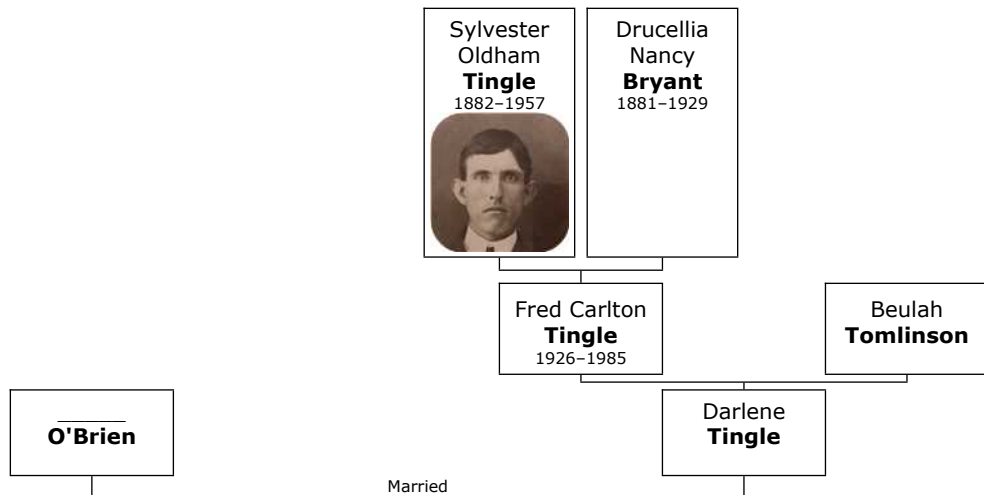 Sylvester
Oldham
Tingle
1882–1957
Drucellia
Nancy
Bryant
1881–1929
Fred Carlton
Tingle
1926–1985
Beulah
Tomlinson
O'Brien
Darlene
Tingle
Married